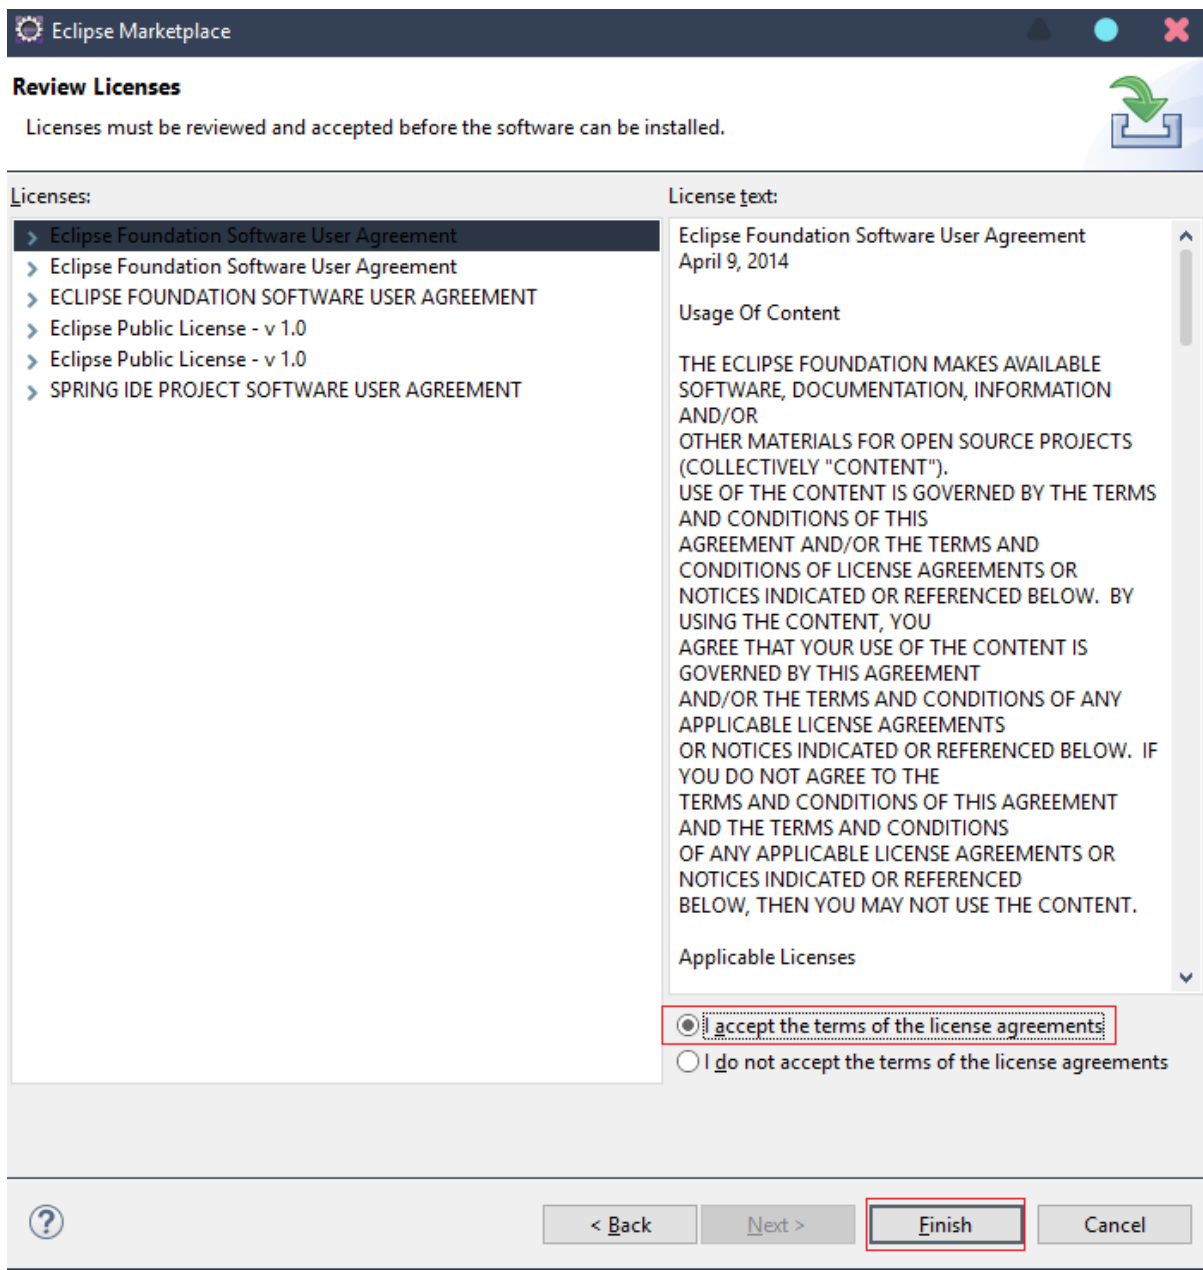 Eclipse Marketplace
Review Licenses
Licenses must be reviewed and accepted before the software can be installed.
Licenses:
Eclipse Foundation Software User Agreement
Eclipse Foundation Software User Agreement
ECLIPSE FOUNDATION SOFTWARE USER AGREEMENT
Eclipse Public License - v 1.0
Eclipse Public License - v 1.0
SPRING IDE PROJECT SOFTWARE USER AGREEMENT
License text:
Eclipse Foundation Software User Agreement
April 9, 2014
Usage Of Content
THE ECLIPSE FOUNDATION MAKES AVAILABLE
SOFTWARE, DOCUMENTATION, INFORMATION
AND/OR
OTHER MATERIALS FOR OPEN SOURCE PROJECTS
(COLLECTIVELY "CONTENT").
USE OF THE CONTENT IS GOVERNED BY THE TERMS
AND CONDITIONS OF THIS
AGREEMENT AND/OR THE TERMS AND
CONDITIONS OF LICENSE AGREEMENTS OR
NOTICES INDICATED OR REFERENCED BELOW.  BY
USING THE CONTENT, YOU
AGREE THAT YOUR USE OF THE CONTENT IS
GOVERNED BY THIS AGREEMENT
AND/OR THE TERMS AND CONDITIONS OF ANY
APPLICABLE LICENSE AGREEMENTS
OR NOTICES INDICATED OR REFERENCED BELOW.  IF
YOU DO NOT AGREE TO THE
TERMS AND CONDITIONS OF THIS AGREEMENT
AND THE TERMS AND CONDITIONS
OF ANY APPLICABLE LICENSE AGREEMENTS OR
NOTICES INDICATED OR REFERENCED
BELOW, THEN YOU MAY NOT USE THE CONTENT.
Applicable Licenses
I accept the terms of the license agreements
I do not accept the terms of the license agreements
?
< Back
Next >
Finish
Cancel